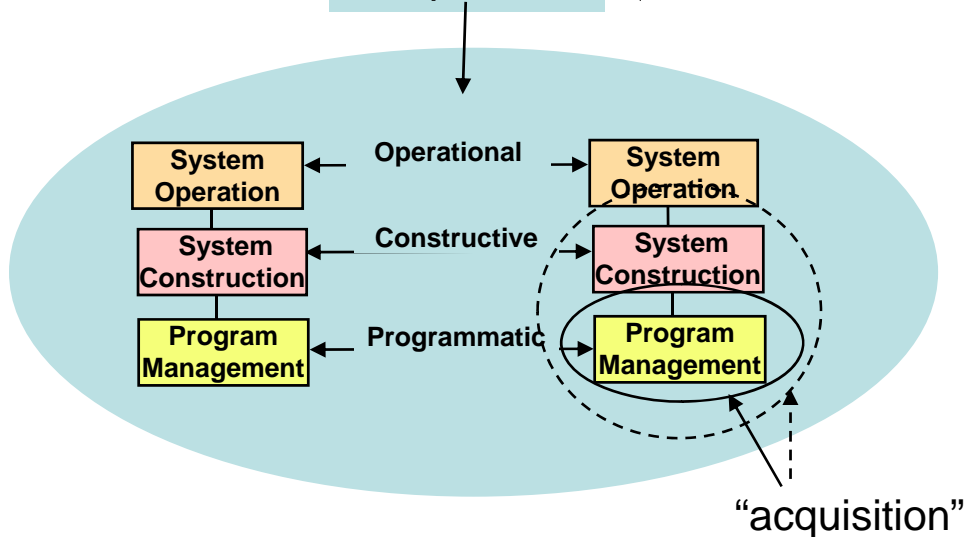 Operational
System
Operation
System
Operation
Constructive
System
Construction
System
Construction
Programmatic
Program
Management
Program
Management
“acquisition”